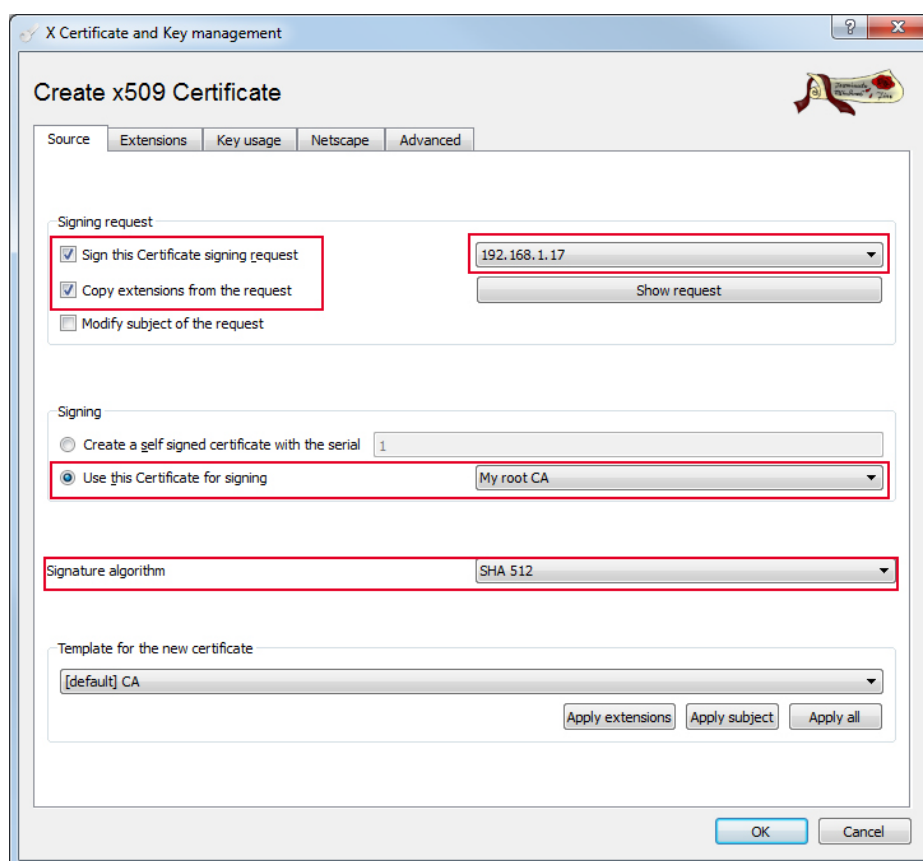 X Certificate and Key management
?
X
Create x509 Certificate
Source Extensions Key usage Netscape Advanced
Signing request
Sign this Certificate signing request 192.168.1.17
Copy extensions from the request Show request
Modify subject of the request
Signing
Create a self signed certificate with the serial 1
Use this Certificate for signing My root CA
Signature algorithm SHA 512
Template for the new certificate
[default] CA
Apply extensions Apply subject Apply all
OK Cancel